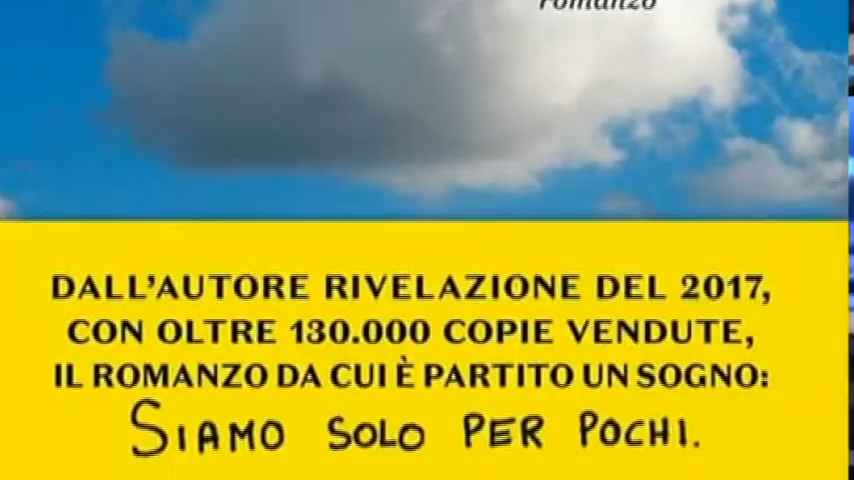 romanzo
DALL'AUTORE RIVELAZIONE DEL 2017,
CON OLTRE 130.000 COPIE VENDUTE,
IL ROMANZO DA CUI È PARTITO UN SOGNO:
SIAMO SOLO PER POCHI.